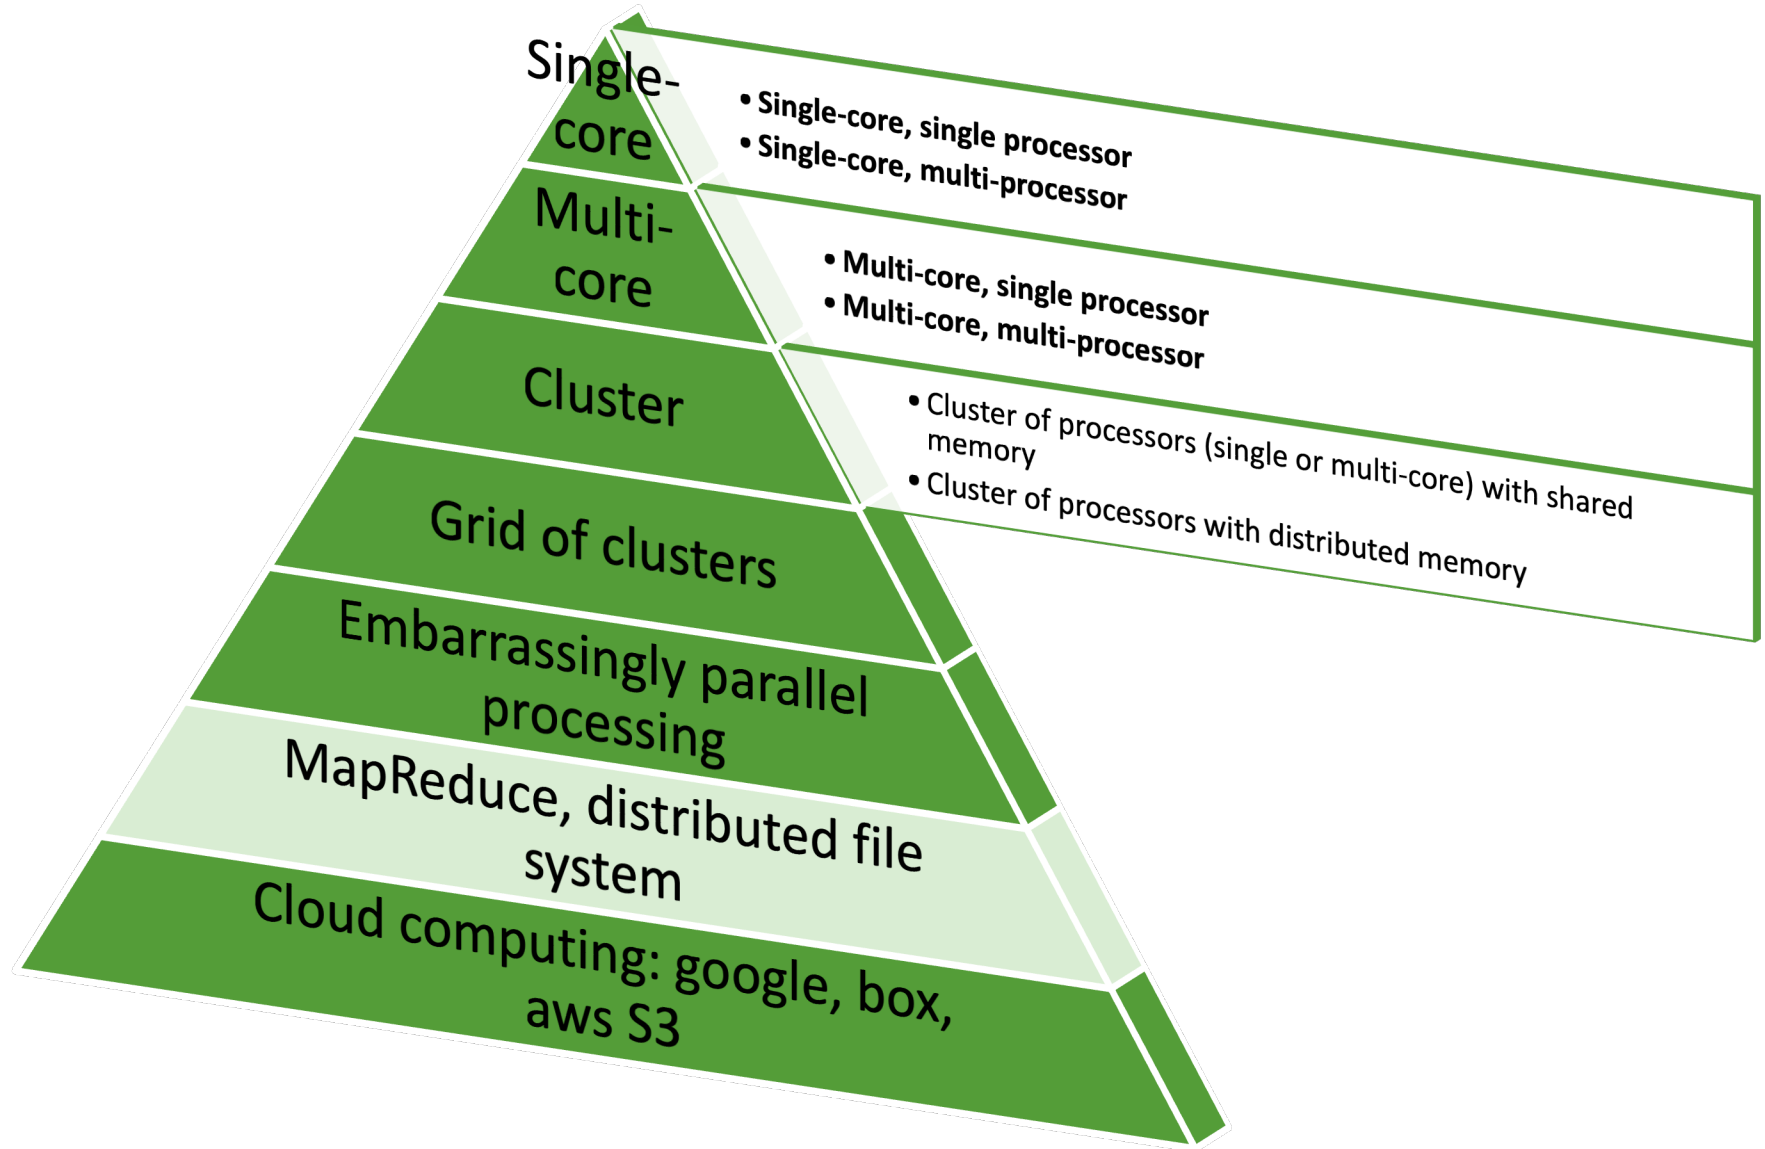 Single-
core
• Single-core, single processor
• Single-core, multi-processor
Multi-
core
• Multi-core, single processor
• Multi-core, multi-processor
Cluster
• Cluster of processors (single or multi-core) with shared
memory
• Cluster of processors with distributed memory
Grid of clusters
Embarrassingly parallel
processing
MapReduce, distributed file
system
Cloud computing: google, box,
aws S3